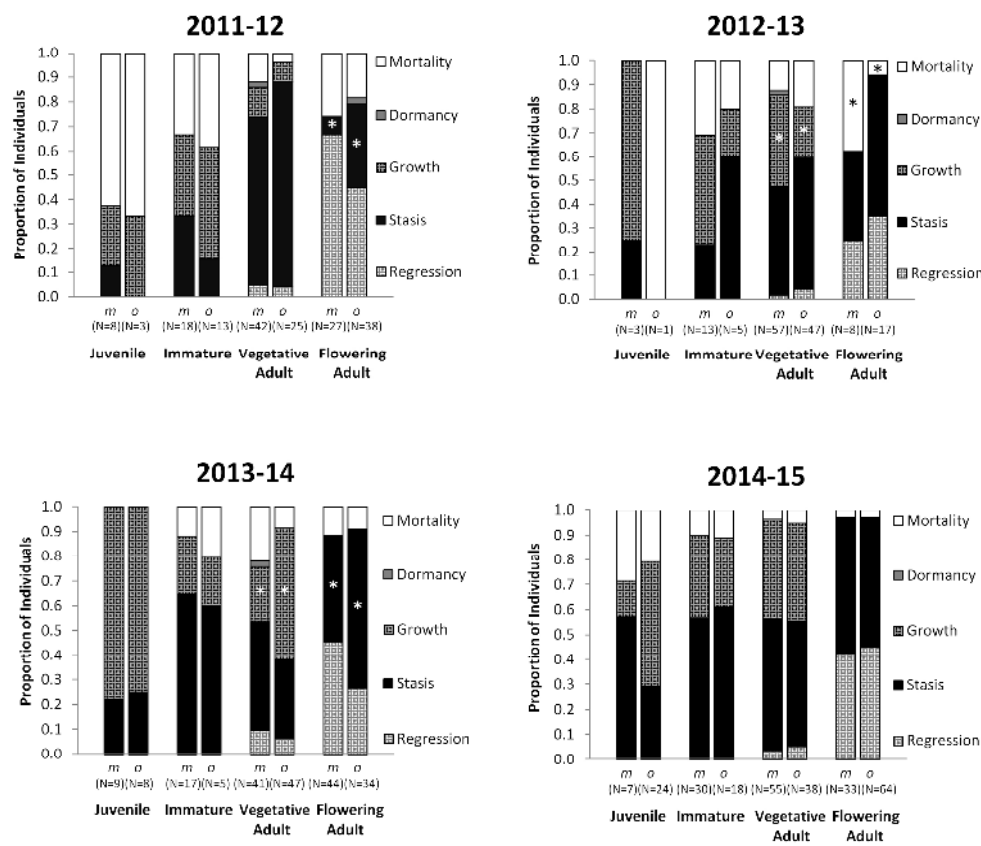 2011-12
1.0
0.9
0.8
0.7
0.6
0.5
0.4
0.3
0.2
0.1
0.0
Proportion of Individuals
Mortality
Dormancy
Growth
Stasis
Regression
* *
m o m o m o m o
(N=8)(N=3) (N=18)(N=13) (N=42)(N=25) (N=27)(N=38)
Juvenile Immature Vegetative Flowering
Adult Adult
2012-13
1.0
0.9
0.8
0.7
0.6
0.5
0.4
0.3
0.2
0.1
0.0
Proportion of Individuals
Mortality
Dormancy
Growth
Stasis
Regression
* * * *
m o m o m o m o
(N=3)(N=1) (N=13)(N=5) (N=57)(N=47) (N=8)(N=17)
Juvenile Immature Vegetative Flowering
Adult Adult
2013-14
1.0
0.9
0.8
0.7
0.6
0.5
0.4
0.3
0.2
0.1
0.0
Proportion of Individuals
Mortality
Dormancy
Growth
Stasis
Regression
* * * *
m o m o m o m o
(N=9)(N=8) (N=17)(N=5) (N=41)(N=47) (N=44)(N=34)
Juvenile Immature Vegetative Flowering
Adult Adult
2014-15
1.0
0.9
0.8
0.7
0.6
0.5
0.4
0.3
0.2
0.1
0.0
Proportion of Individuals
Mortality
Dormancy
Growth
Stasis
Regression
m o m o m o m o
(N=7)(N=24) (N=30)(N=18) (N=55)(N=38) (N=33)(N=64)
Juvenile Immature Vegetative Flowering
Adult Adult